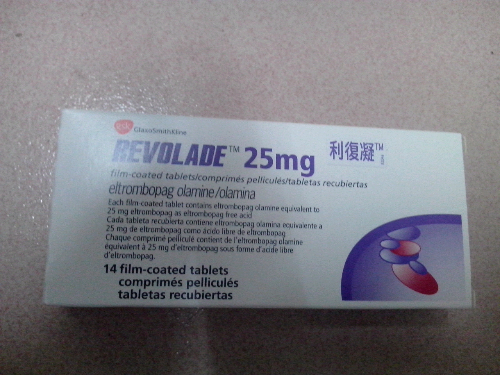 gsk GlaxoSmithKline
REVOLADE™ 25mg 利復凝™
film-coated tablets/comprimés pelliculés/tabletas recubiertas
eltrombopag olamine/olamina
Each film-coated tablet contains eltrombopag olamine equivalent to
25 mg eltrombopag as eltrombopag free acid
Cada tableta recubierta contiene eltrombopag olamina equivalente a
25 mg de eltrombopag como ácido libre de eltrombopag
Chaque comprimé pelliculé contient de l'eltrombopag olamine
équivalent à 25 mg d'eltrombopag sous forme d'acide libre
d'eltrombopag.
14 film-coated tablets
comprimés pelliculés
tabletas recubiertas